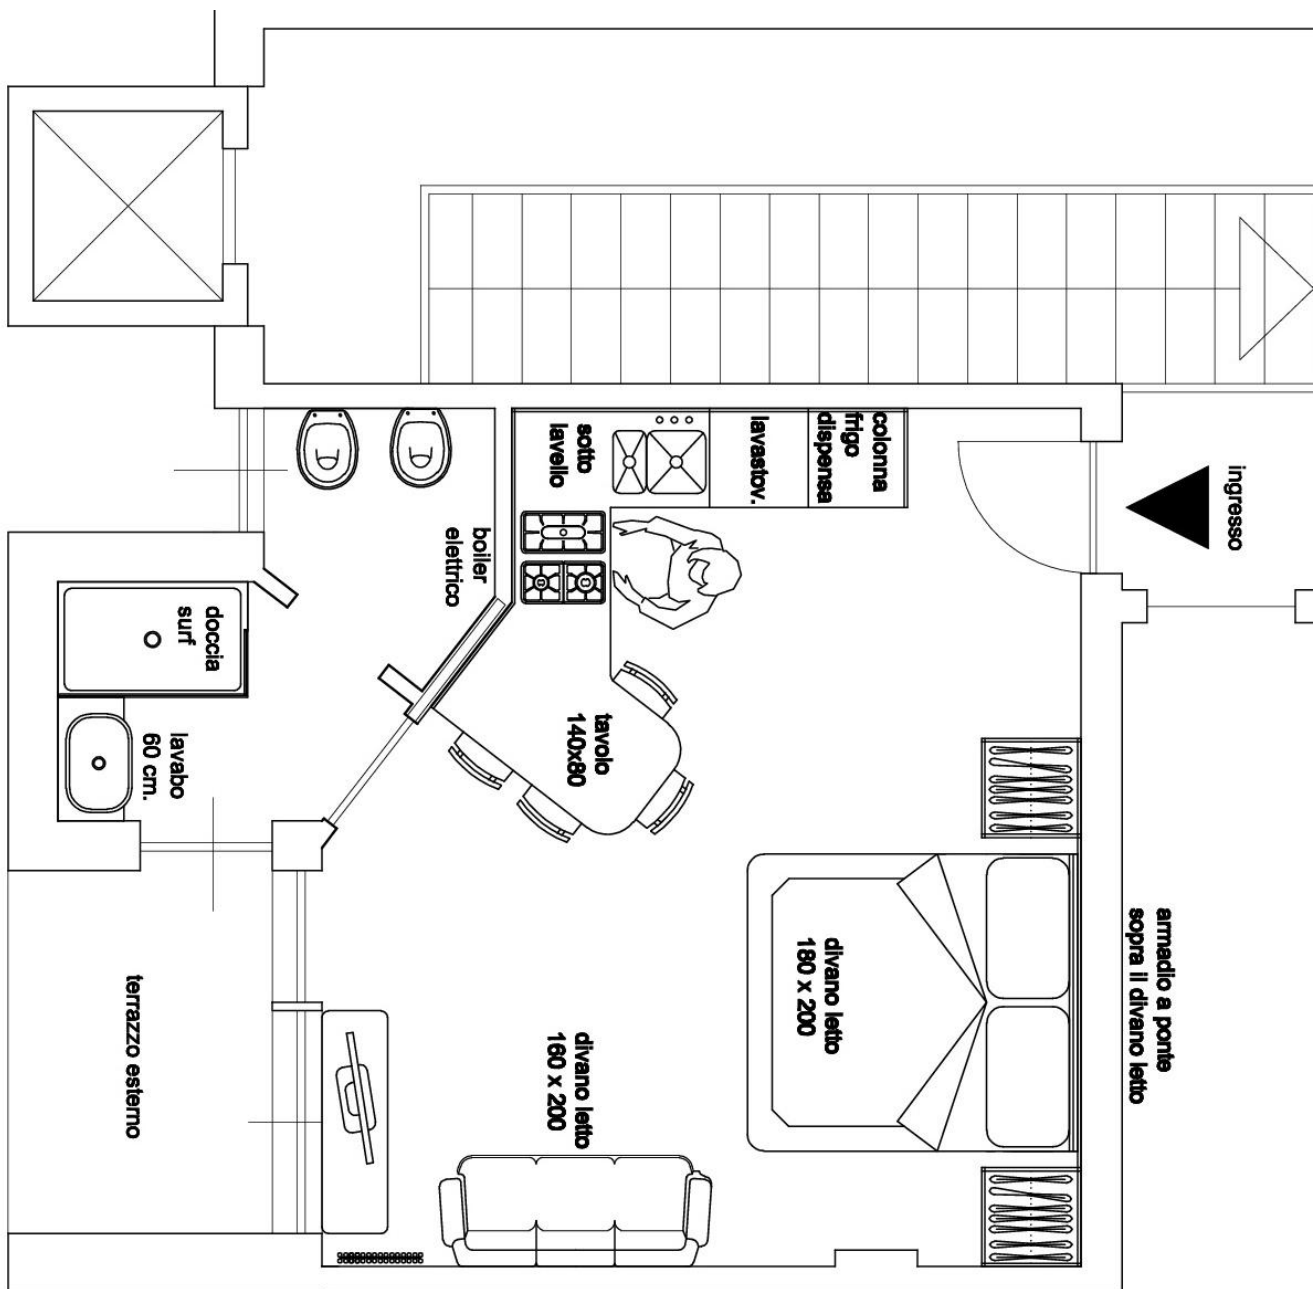 ingresso
colonna
frigo
dispensa
lavastov.
sotto
lavello
boiler
elettrico
doccia
surf
lavabo
60 cm.
tavolo
140x80
armadio a ponte
sopra il divano letto
divano letto
180 x 200
divano letto
160 x 200
terrazzo esterno